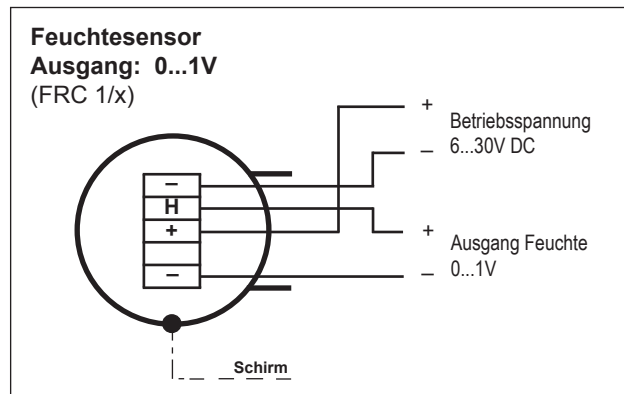 Feuchtesensor
Ausgang: 0...1V
(FRC 1/x)
+
Betriebsspannung
– 6...30V DC
–
H
+
–
+
Ausgang Feuchte
– 0...1V
Schirm